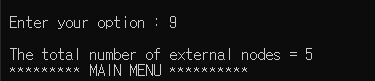 Enter your option : 9
The total number of external nodes = 5
********* MAIN MENU **********